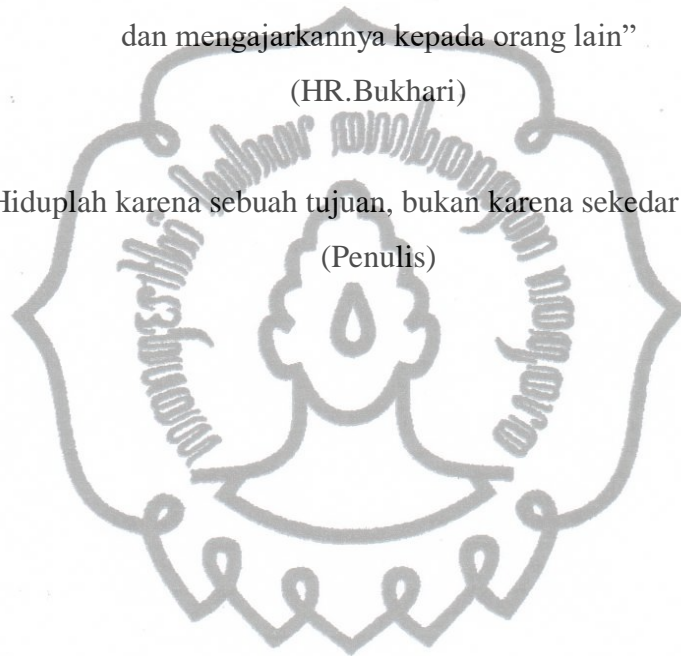 dan mengajarkannya kepada orang lain”
(HR.Bukhari)
Hiduplah karena sebuah tujuan, bukan karena sekedar
(Penulis)